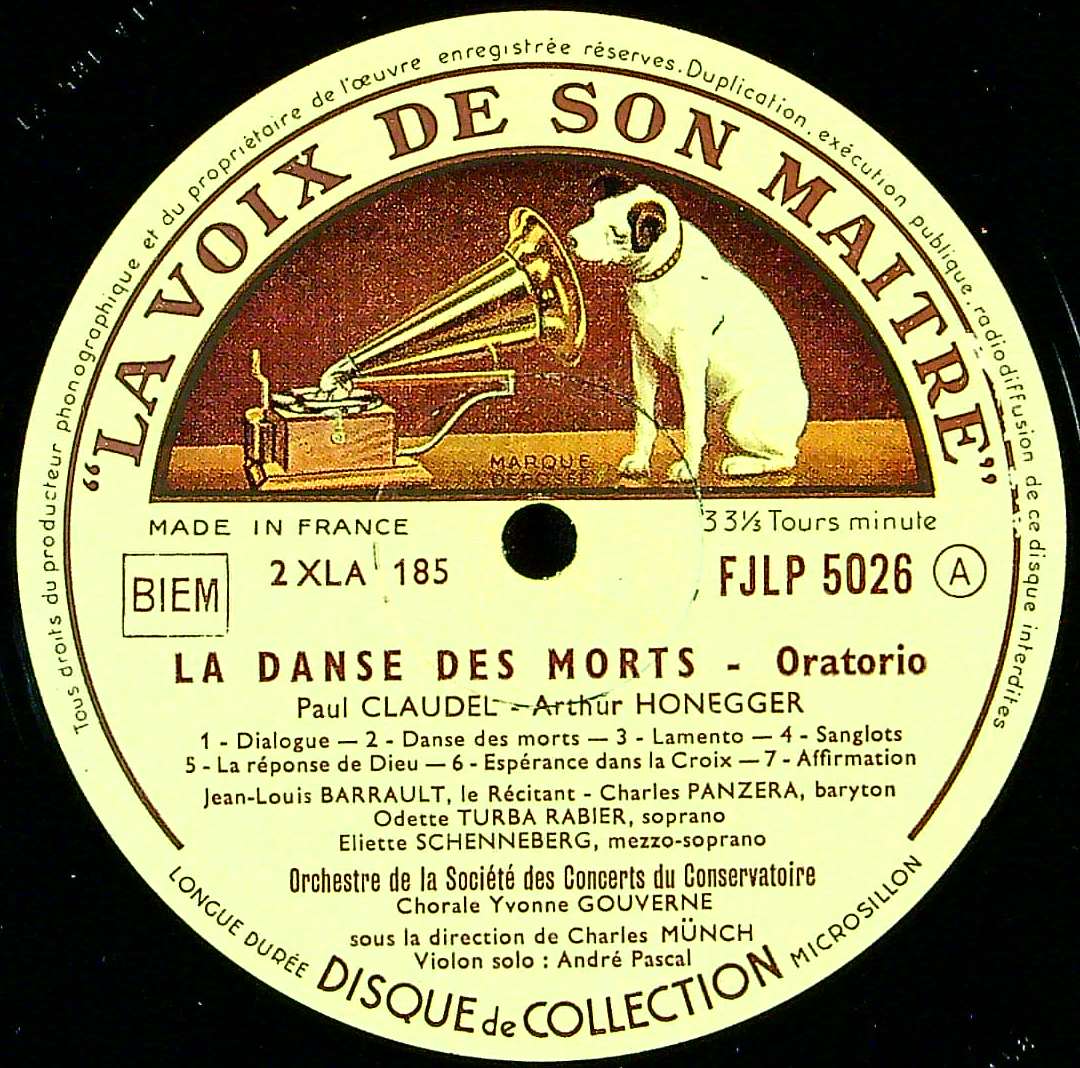 Tous droits du producteur phonographique et du propriétaire de l'œuvre enregistrée réserves. Duplication. exécution publique. radiodiffusion de ce disque interdites
“LA VOIX DE SON MAITRE”
MARQUE
DÉPOSÉE
MADE IN FRANCE
33⅓ Tours minute
BIEM
2 XLA 185
FJLP 5026 A
LA DANSE DES MORTS - Oratorio
Paul CLAUDEL - Arthur HONEGGER
1 - Dialogue — 2 - Danse des morts — 3 - Lamento — 4 - Sanglots
5 - La réponse de Dieu — 6 - Espérance dans la Croix — 7 - Affirmation
Jean-Louis BARRAULT, le Récitant - Charles PANZERA, baryton
Odette TURBA RABIER, soprano
Eliette SCHENNEBERG, mezzo-soprano
Orchestre de la Société des Concerts du Conservatoire
Chorale Yvonne GOUVERNE
sous la direction de Charles MÜNCH
Violon solo : André Pascal
LONGUE DURÉE DISQUE de COLLECTION MICROSILLON